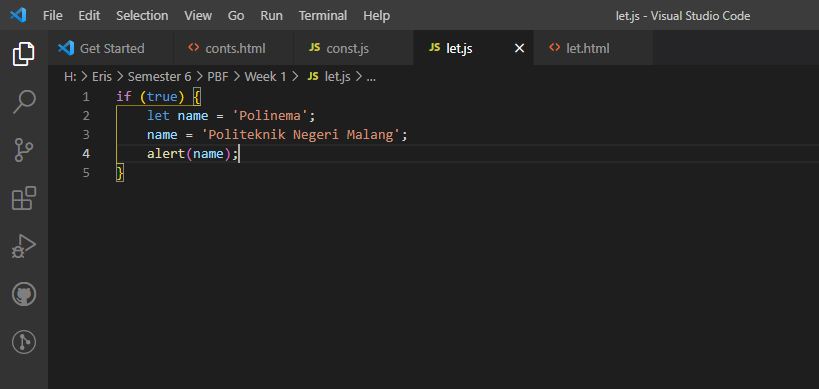 File Edit Selection View Go Run Terminal Help let.js - Visual Studio Code
Get Started <> conts.html JS const.js JS let.js × <> let.html
H: > Eris > Semester 6 > PBF > Week 1 > JS let.js > ...
1 if (true) {
2 let name = 'Polinema';
3 name = 'Politeknik Negeri Malang';
4 alert(name);
5 }